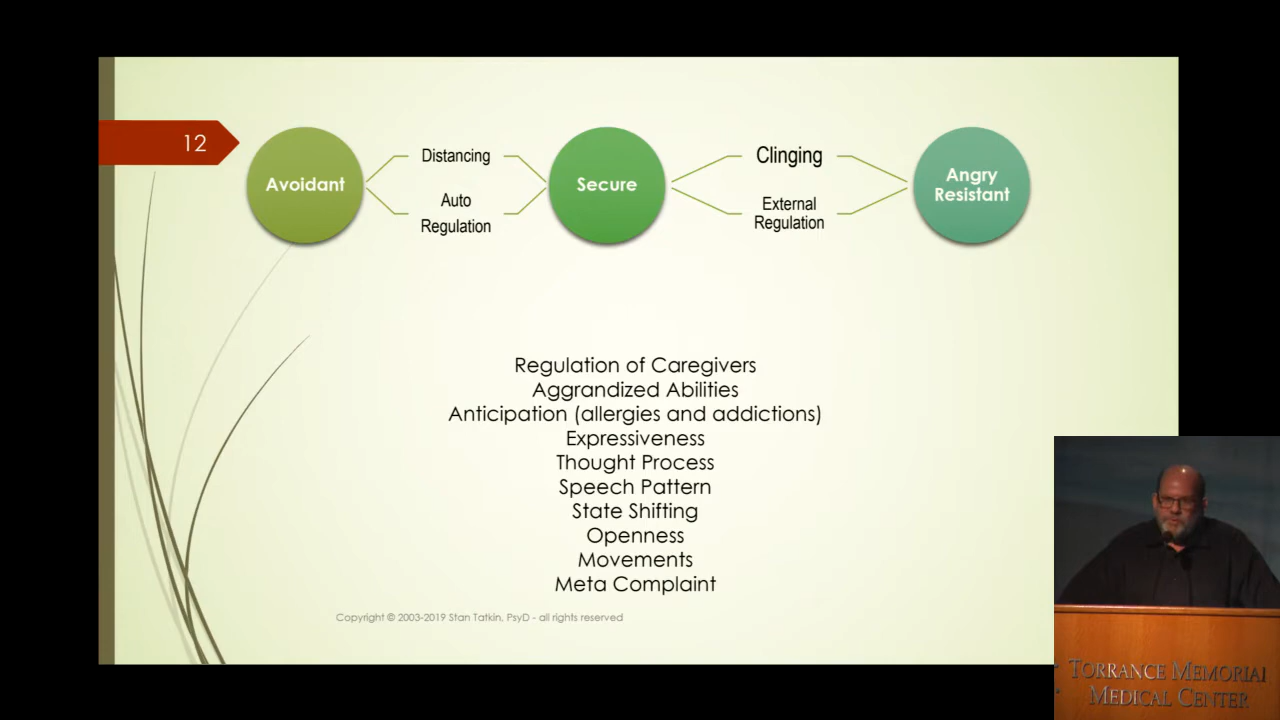 12
Avoidant
Distancing
Auto
Regulation
Secure
Clinging
External
Regulation
Angry
Resistant
Regulation of Caregivers
Aggrandized Abilities
Anticipation (allergies and addictions)
Expressiveness
Thought Process
Speech Pattern
State Shifting
Openness
Movements
Meta Complaint
Copyright © 2003-2019 Stan Tatkin, PsyD - all rights reserved
TORRANCE MEMORIAL
MEDICAL CENTER